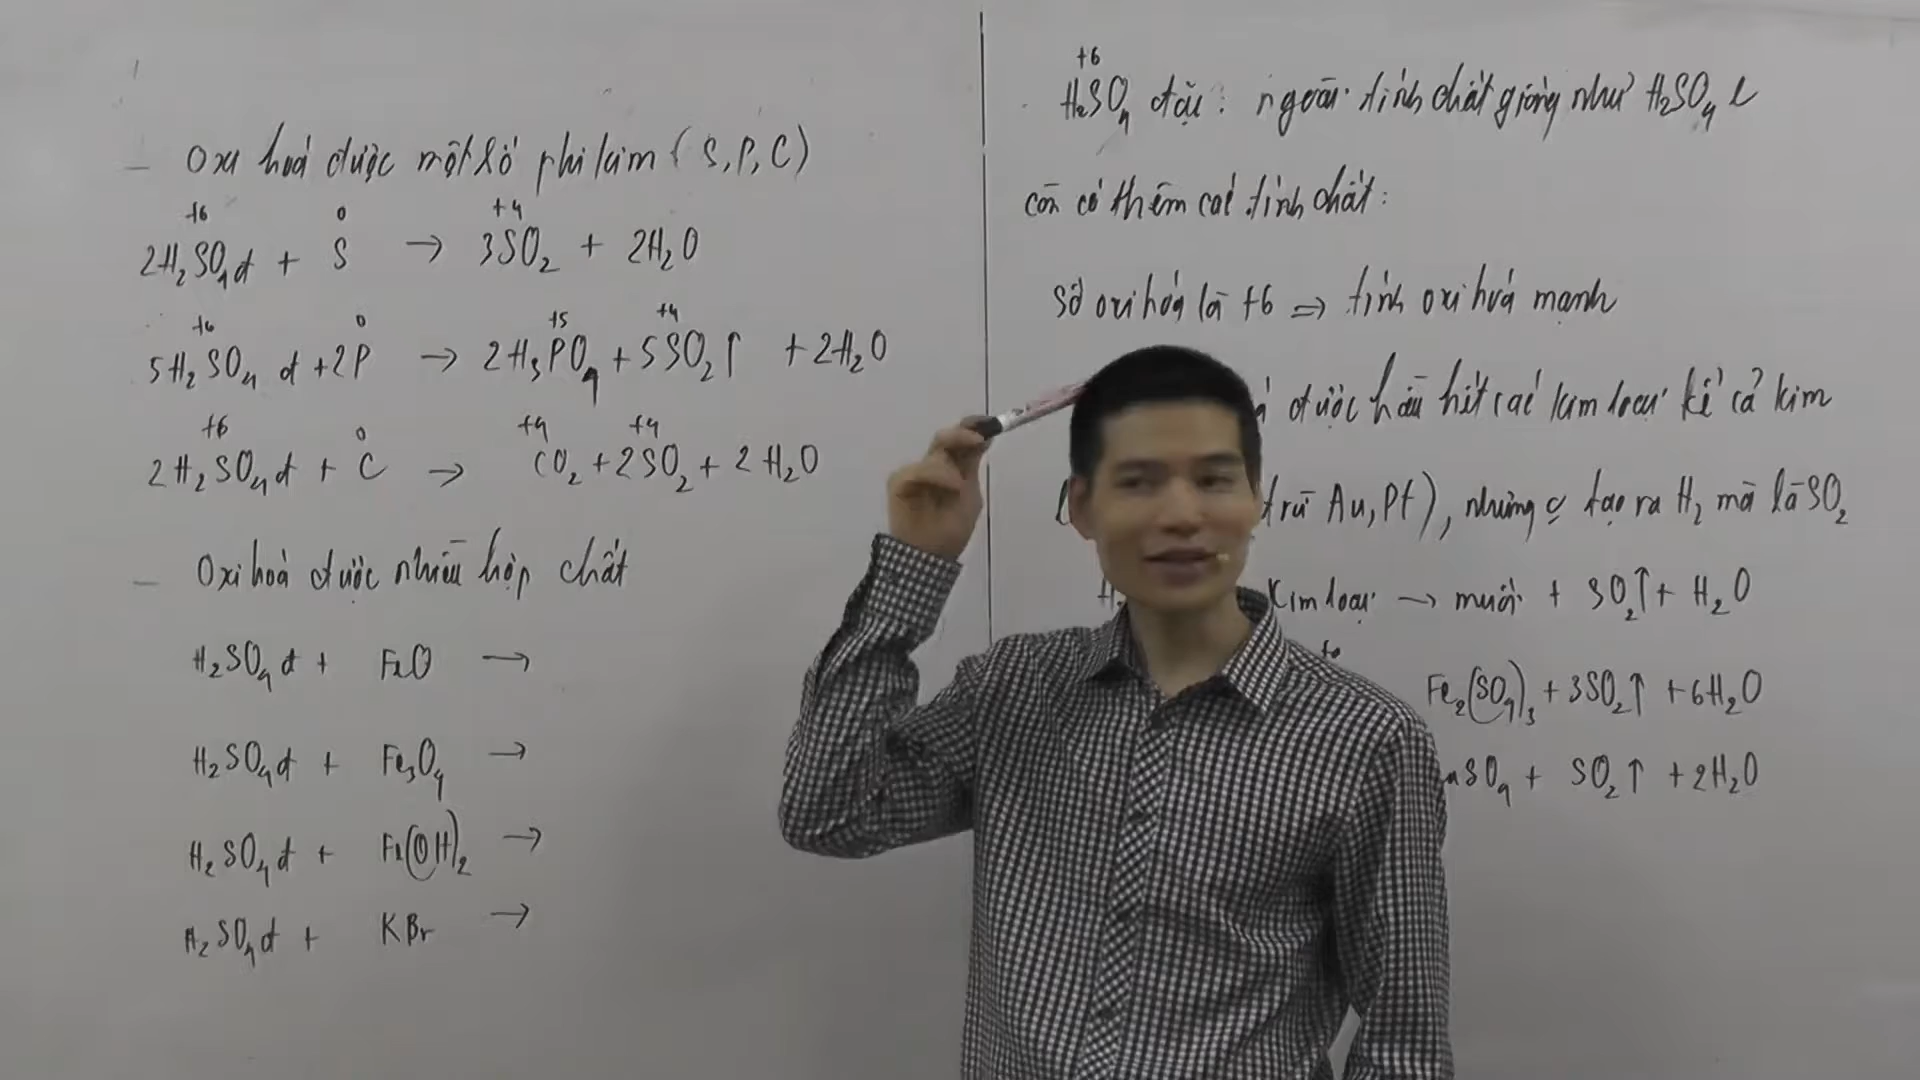 - Oxi hoá được một số phi kim (S, P, C)
+6 0 +4
2H₂SO₄đ + S → 3SO₂ + 2H₂O
+6 0 +5 +4
5H₂SO₄ đ + 2P → 2H₃PO₄ + 5SO₂↑ + 2H₂O
+6 0 +4 +4
2H₂SO₄đ + C → CO₂ + 2SO₂ + 2H₂O
- Oxi hoá được nhiều hợp chất
H₂SO₄đ + FeO →
H₂SO₄đ + Fe₃O₄ →
H₂SO₄đ + Fe(OH)₂ →
H₂SO₄đ + KBr →
+6
H₂SO₄ đặc: ngoài tính chất giống như H₂SO₄ l
còn có thêm các tính chất:
Số oxi hóa là +6 ⇒ tính oxi hoá mạnh
được hầu hết các kim loại kể cả kim
trừ Au, Pt), nhưng ko tạo ra H₂ mà là SO₂
Kim loại → muối + SO₂↑ + H₂O
Fe₂(SO₄)₃ + 3SO₂↑ + 6H₂O
SO₄ + SO₂↑ + 2H₂O